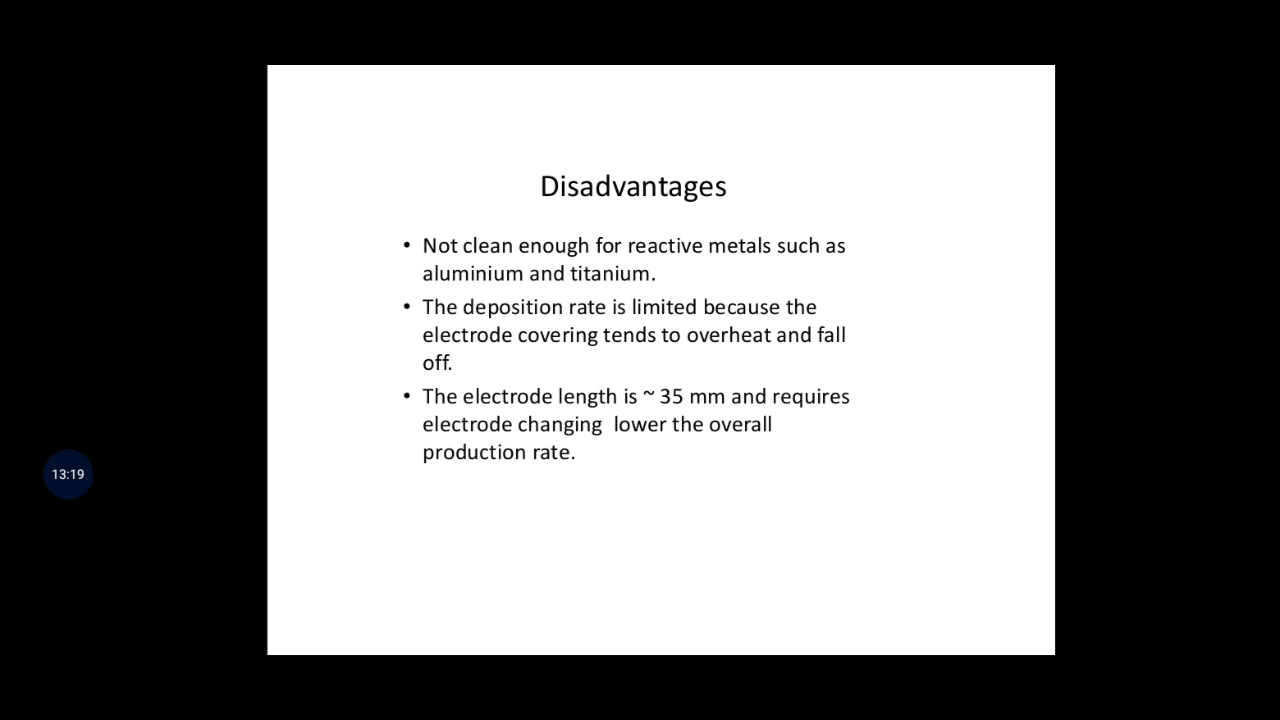 Disadvantages
• Not clean enough for reactive metals such as
aluminium and titanium.
• The deposition rate is limited because the
electrode covering tends to overheat and fall
off.
• The electrode length is ~ 35 mm and requires
electrode changing  lower the overall
production rate.
13:19